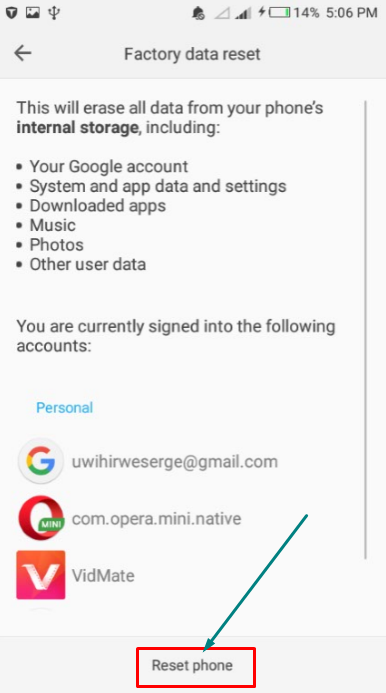 14% 5:06 PM
Factory data reset
This will erase all data from your phone's
internal storage, including:
• Your Google account
• System and app data and settings
• Downloaded apps
• Music
• Photos
• Other user data
You are currently signed into the following
accounts:
Personal
uwihirweserge@gmail.com
MINI com.opera.mini.native
VidMate
Reset phone